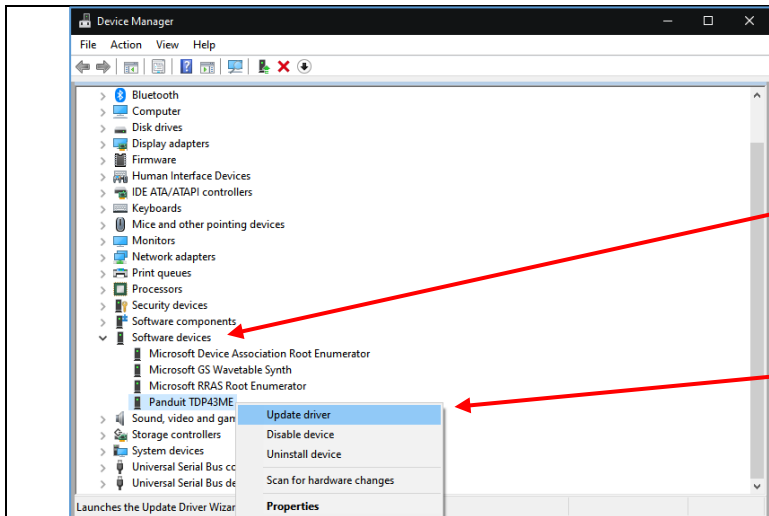 Device Manager
File Action View Help
Bluetooth
Computer
Disk drives
Display adapters
Firmware
Human Interface Devices
IDE ATA/ATAPI controllers
Keyboards
Mice and other pointing devices
Monitors
Network adapters
Print queues
Processors
Security devices
Software components
Software devices
Microsoft Device Association Root Enumerator
Microsoft GS Wavetable Synth
Microsoft RRAS Root Enumerator
Panduit TDP43ME
Update driver
Sound, video and gam
Disable device
Storage controllers
System devices
Uninstall device
Universal Serial Bus co
Scan for hardware changes
Universal Serial Bus de
Launches the Update Driver Wizar
Properties